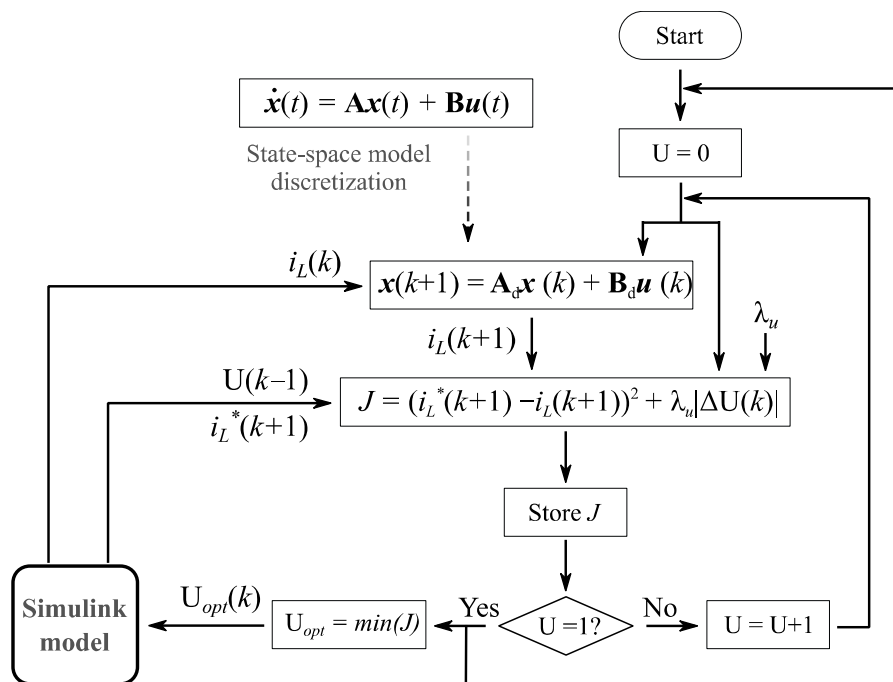 Start
ẋ(t) = Ax(t) + Bu(t)
State-space model
discretization
U = 0
i_L(k)
x(k+1) = A_d x (k) + B_d u (k)
i_L(k+1)
λ_u
U(k–1)
i_L^*(k+1)
J = (i_L^*(k+1) –i_L(k+1))^2 + λ_u|ΔU(k)|
Store J
Simulink
model
U_opt(k)
U_opt = min(J)
Yes
U =1?
No
U = U+1